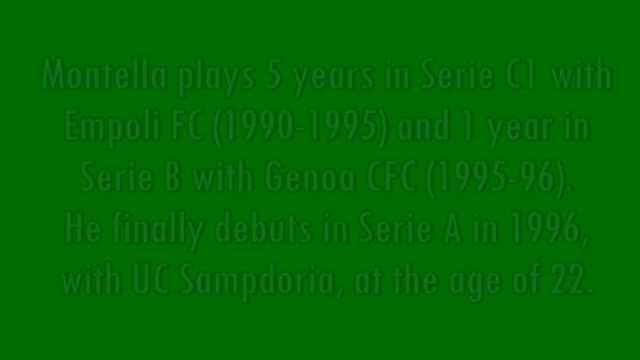 Montella plays 5 years in Serie C1 with
Empoli FC (1990-1995) and 1 year in
Serie B with Genoa CFC (1995-96).
He finally debuts in Serie A in 1996,
with UC Sampdoria, at the age of 22.